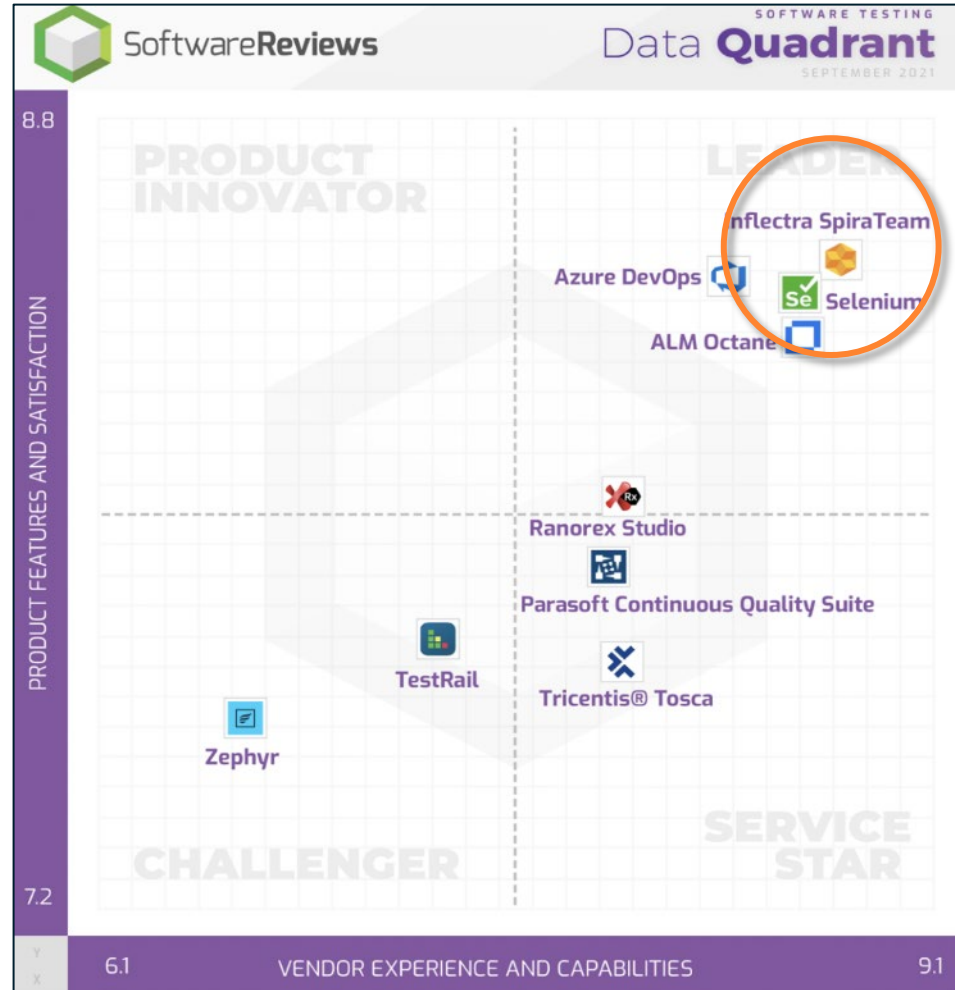 SoftwareReviews
SOFTWARE TESTING
Data Quadrant
SEPTEMBER 2021
8.8
PRODUCT
INNOVATOR
LEADER
Inflectra SpiraTeam
Azure DevOps
Se
Selenium
ALM Octane
PRODUCT FEATURES AND SATISFACTION
Rx
Ranorex Studio
Parasoft Continuous Quality Suite
TestRail
Tricentis® Tosca
Zephyr
CHALLENGER
SERVICE
STAR
7.2
Y
X
6.1
VENDOR EXPERIENCE AND CAPABILITIES
9.1